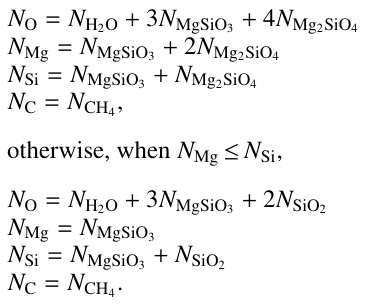 N_O = N_H₂O + 3N_MgSiO₃ + 4N_Mg₂SiO₄
N_Mg = N_MgSiO₃ + 2N_Mg₂SiO₄
N_Si = N_MgSiO₃ + N_Mg₂SiO₄
N_C = N_CH₄,
otherwise, when N_Mg ≤ N_Si,
N_O = N_H₂O + 3N_MgSiO₃ + 2N_SiO₂
N_Mg = N_MgSiO₃
N_Si = N_MgSiO₃ + N_SiO₂
N_C = N_CH₄.